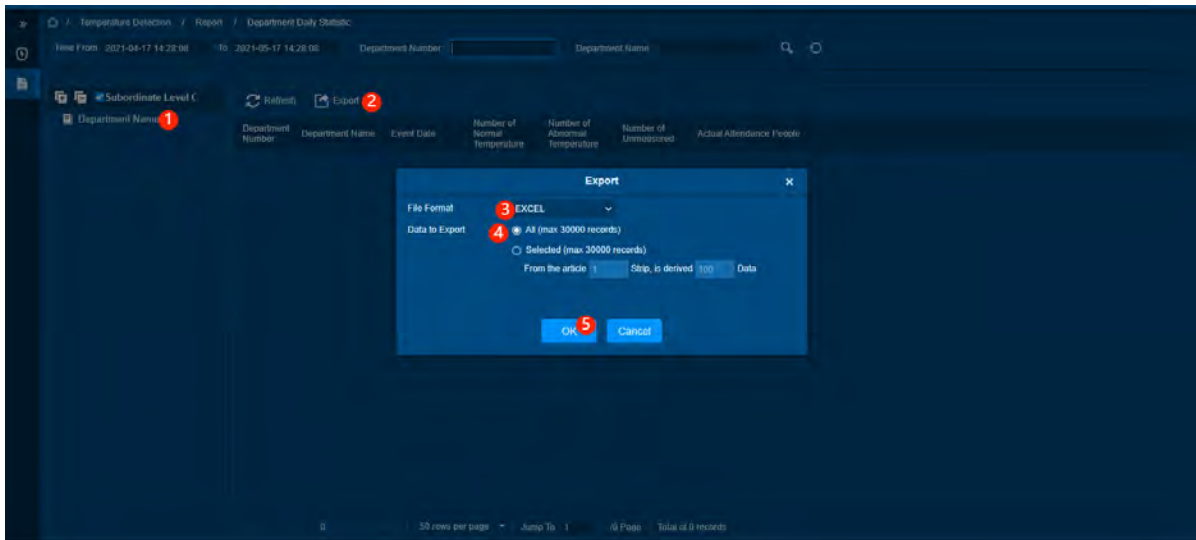 / Temperature Detection / Report / Department Daily Statistic
Time From 2021-04-17 14:28:08 To 2021-05-17 14:28:08 Department Number Department Name
Subordinate Level C
Refresh Export 2
Department Name 1
Department Number Department Name Event Date Number of Normal Temperature Number of Abnormal Temperature Number of Unmeasured Actual Attendance People
Export ×
File Format 3 EXCEL
Data to Export 4 All (max 30000 records)
Selected (max 30000 records)
From the article 1 Strip, is derived 100 Data
OK 5 Cancel
0 50 rows per page Jump To 1 /0 Page Total of 0 records